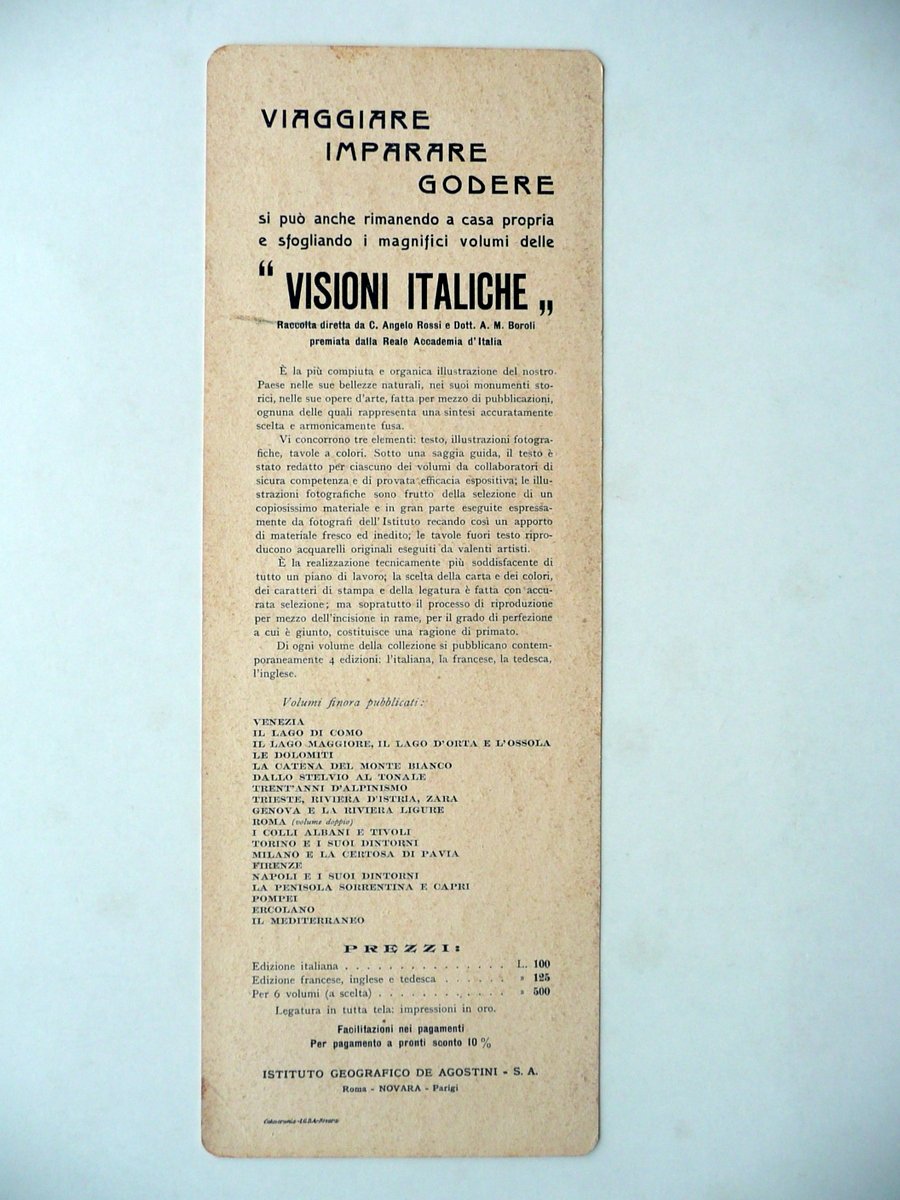 VIAGGIARE
IMPARARE
GODERE
si può anche rimanendo a casa propria
e sfogliando i magnifici volumi delle
“ VISIONI ITALICHE „
Raccolta diretta da C. Angelo Rossi e Dott. A. M. Boroli
premiata dalla Reale Accademia d'Italia
È la più compiuta e organica illustrazione del nostro
Paese nelle sue bellezze naturali, nei suoi monumenti sto-
rici, nelle sue opere d'arte, fatta per mezzo di pubblicazioni,
ognuna delle quali rappresenta una sintesi accuratamente
scelta e armonicamente fusa.
Vi concorrono tre elementi: testo, illustrazioni fotogra-
fiche, tavole a colori. Sotto una saggia guida, il testo è
stato redatto per ciascuno dei volumi da collaboratori di
sicura competenza e di provata efficacia espositiva; le illu-
strazioni fotografiche sono frutto della selezione di un
copiosissimo materiale e in gran parte eseguite espressa-
mente da fotografi dell'Istituto recando così un apporto
di materiale fresco ed inedito; le tavole fuori testo ripro-
ducono acquarelli originali eseguiti da valenti artisti.
È la realizzazione tecnicamente più soddisfacente di
tutto un piano di lavoro; la scelta della carta e dei colori,
dei caratteri di stampa e della legatura è fatta con accu-
rata selezione; ma sopratutto il processo di riproduzione
per mezzo dell'incisione in rame, per il grado di perfezione
a cui è giunto, costituisce una ragione di primato.
Di ogni volume della collezione si pubblicano contem-
poraneamente 4 edizioni: l'italiana, la francese, la tedesca,
l'inglese.
Volumi finora pubblicati:
VENEZIA
IL LAGO DI COMO
IL LAGO MAGGIORE, IL LAGO D'ORTA E L'OSSOLA
LE DOLOMITI
LA CATENA DEL MONTE BIANCO
DALLO STELVIO AL TONALE
TRENT'ANNI D'ALPINISMO
TRIESTE, RIVIERA D'ISTRIA, ZARA
GENOVA E LA RIVIERA LIGURE
ROMA (volume doppio)
I COLLI ALBANI E TIVOLI
TORINO E I SUOI DINTORNI
MILANO E LA CERTOSA DI PAVIA
FIRENZE
NAPOLI E I SUOI DINTORNI
LA PENISOLA SORRENTINA E CAPRI
POMPEI
ERCOLANO
IL MEDITERRANEO
PREZZI:
Edizione italiana . . . . . . . . . . . . . . . L. 100
Edizione francese, inglese e tedesca . . . . . . » 125
Per 6 volumi (a scelta) . . . . . . . . . . . . » 500
Legatura in tutta tela; impressioni in oro.
Facilitazioni nei pagamenti
Per pagamento a pronti sconto 10 %
ISTITUTO GEOGRAFICO DE AGOSTINI - S. A.
Roma - NOVARA - Parigi